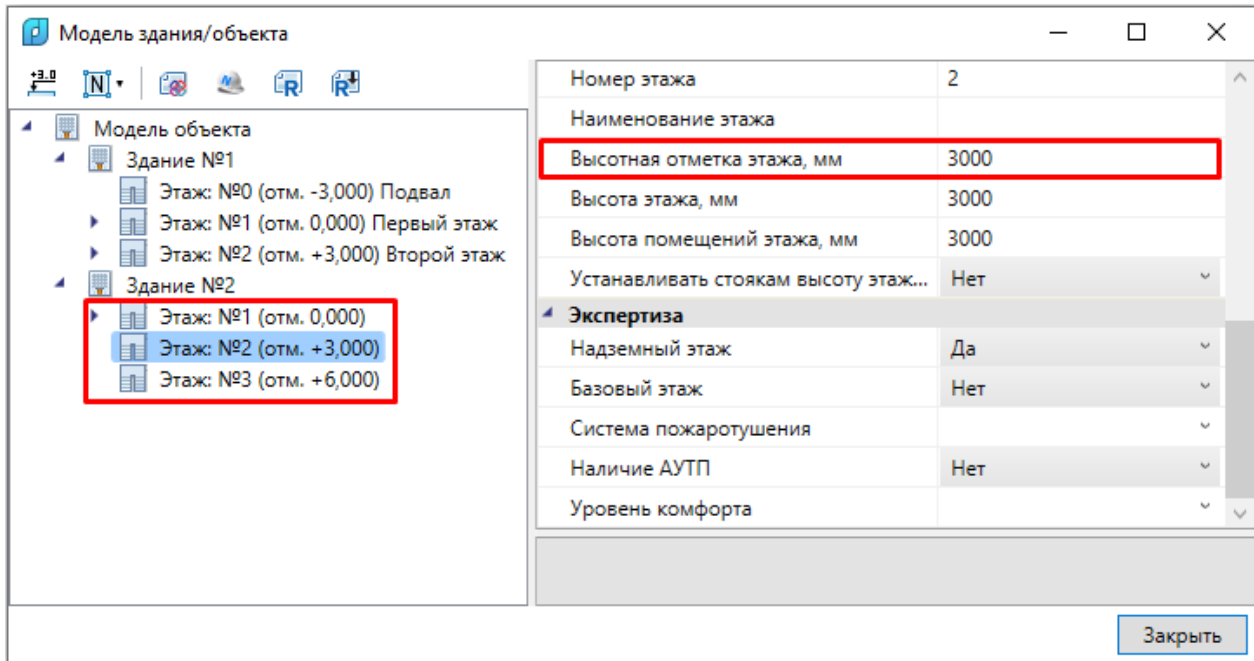 Модель здания/объекта
+3.0
N
R
R
Модель объекта
Здание №1
Этаж: №0 (отм. -3,000) Подвал
Этаж: №1 (отм. 0,000) Первый этаж
Этаж: №2 (отм. +3,000) Второй этаж
Здание №2
Этаж: №1 (отм. 0,000)
Этаж: №2 (отм. +3,000)
Этаж: №3 (отм. +6,000)
Номер этажа 2
Наименование этажа
Высотная отметка этажа, мм 3000
Высота этажа, мм 3000
Высота помещений этажа, мм 3000
Устанавливать стоякам высоту этаж... Нет
Экспертиза
Надземный этаж Да
Базовый этаж Нет
Система пожаротушения
Наличие АУТП Нет
Уровень комфорта
Закрыть